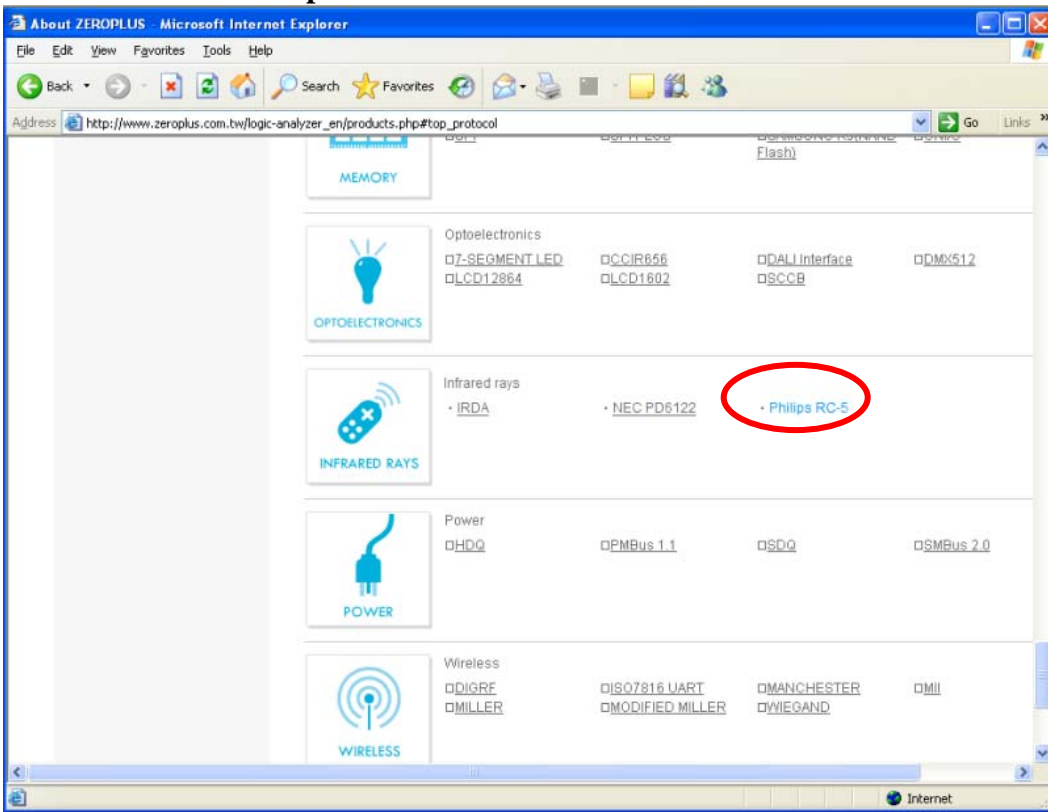 About ZEROPLUS - Microsoft Internet Explorer
File Edit View Favorites Tools Help
Back Search Favorites
Address http://www.zeroplus.com.tw/logic-analyzer_en/products.php#top_protocol Go Links »
Flash)
MEMORY
Optoelectronics
□7-SEGMENT LED □CCIR656 □DALI Interface □DMX512
□LCD12864 □LCD1602 □SCCB
OPTOELECTRONICS
Infrared rays
· IRDA · NEC PD6122 · Philips RC-5
INFRARED RAYS
Power
□HDQ □PMBus 1.1 □SDQ □SMBus 2.0
POWER
Wireless
□DIGRF □ISO7816 UART □MANCHESTER □MII
□MILLER □MODIFIED MILLER □WIEGAND
WIRELESS
Internet